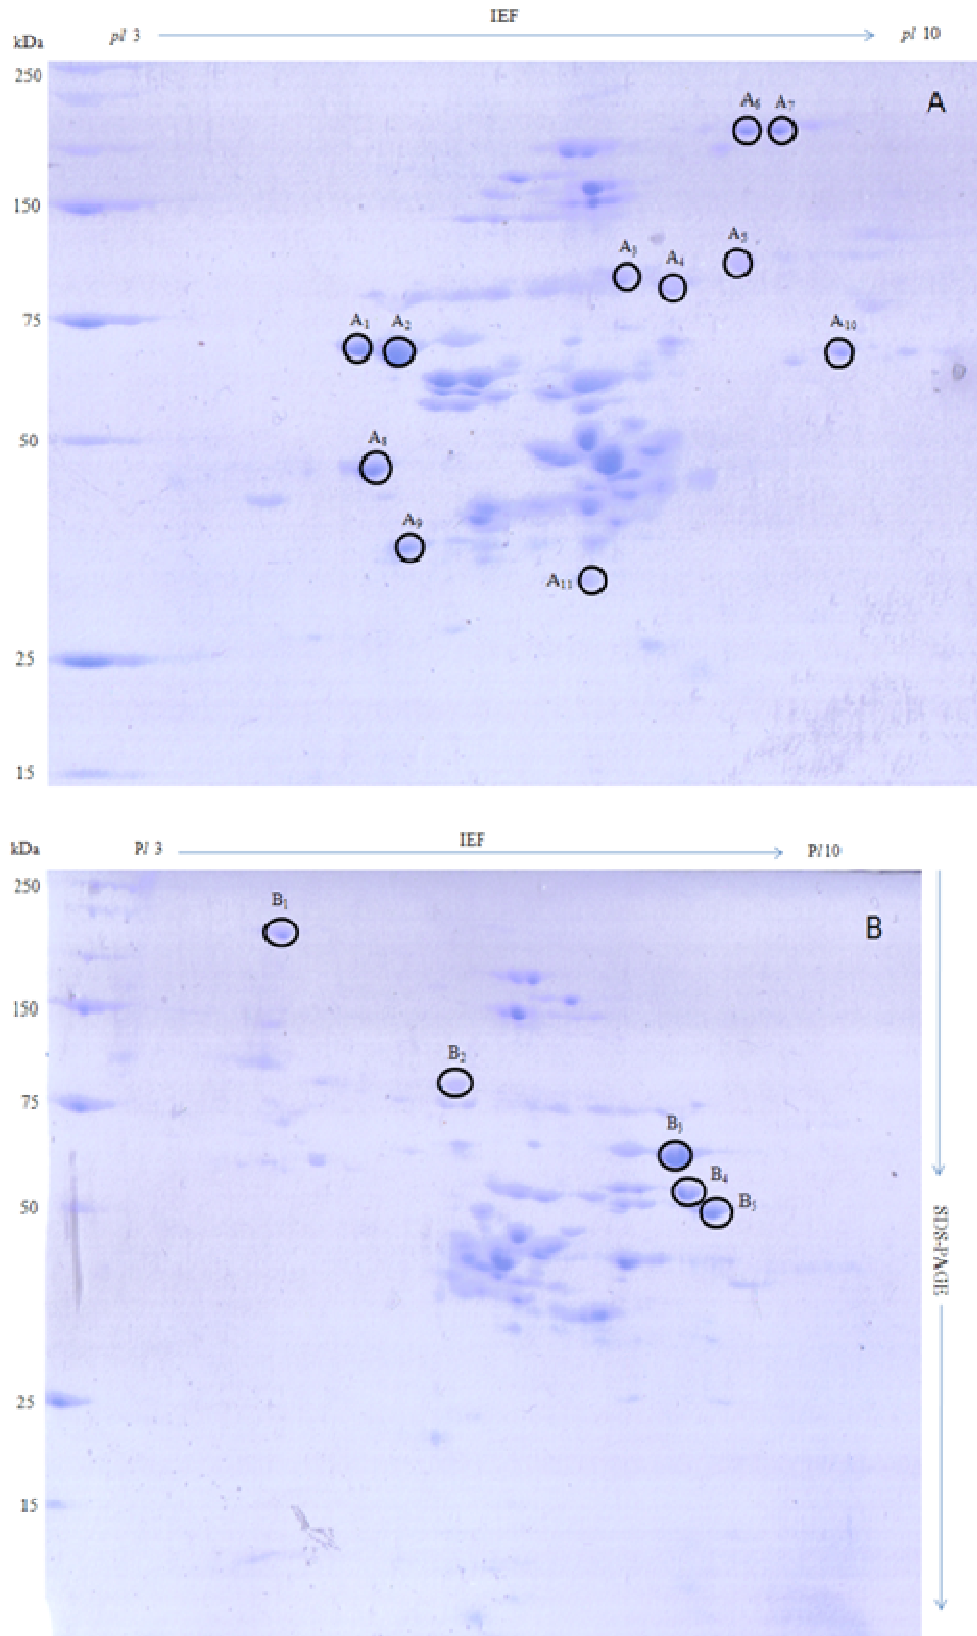 IEF
kDa pI 3 pI 10
250
A
A6 A7
150
A3 A4 A5
75
A1 A2
A10
50
A8
A9
A11
25
15
IEF
kDa PI 3 PI 10
250
B1
B
150
B2
75
B3
B4
B5
50
SDS-PAGE
25
15